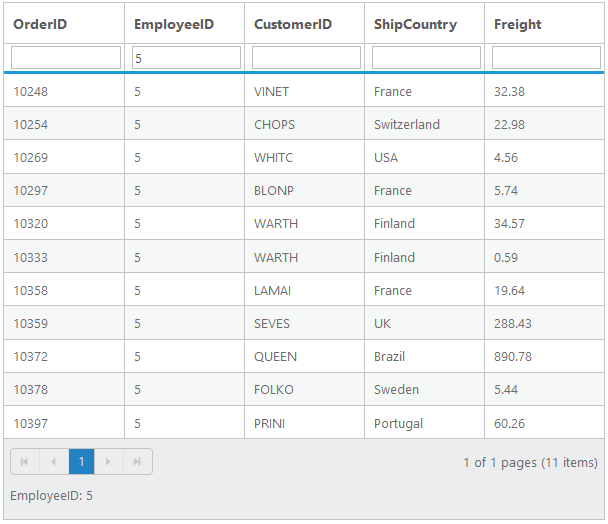 OrderID EmployeeID CustomerID ShipCountry Freight
5
10248 5 VINET France 32.38
10254 5 CHOPS Switzerland 22.98
10269 5 WHITC USA 4.56
10297 5 BLONP France 5.74
10320 5 WARTH Finland 34.57
10333 5 WARTH Finland 0.59
10358 5 LAMAI France 19.64
10359 5 SEVES UK 288.43
10372 5 QUEEN Brazil 890.78
10378 5 FOLKO Sweden 5.44
10397 5 PRINI Portugal 60.26
1 1 of 1 pages (11 items)
EmployeeID: 5